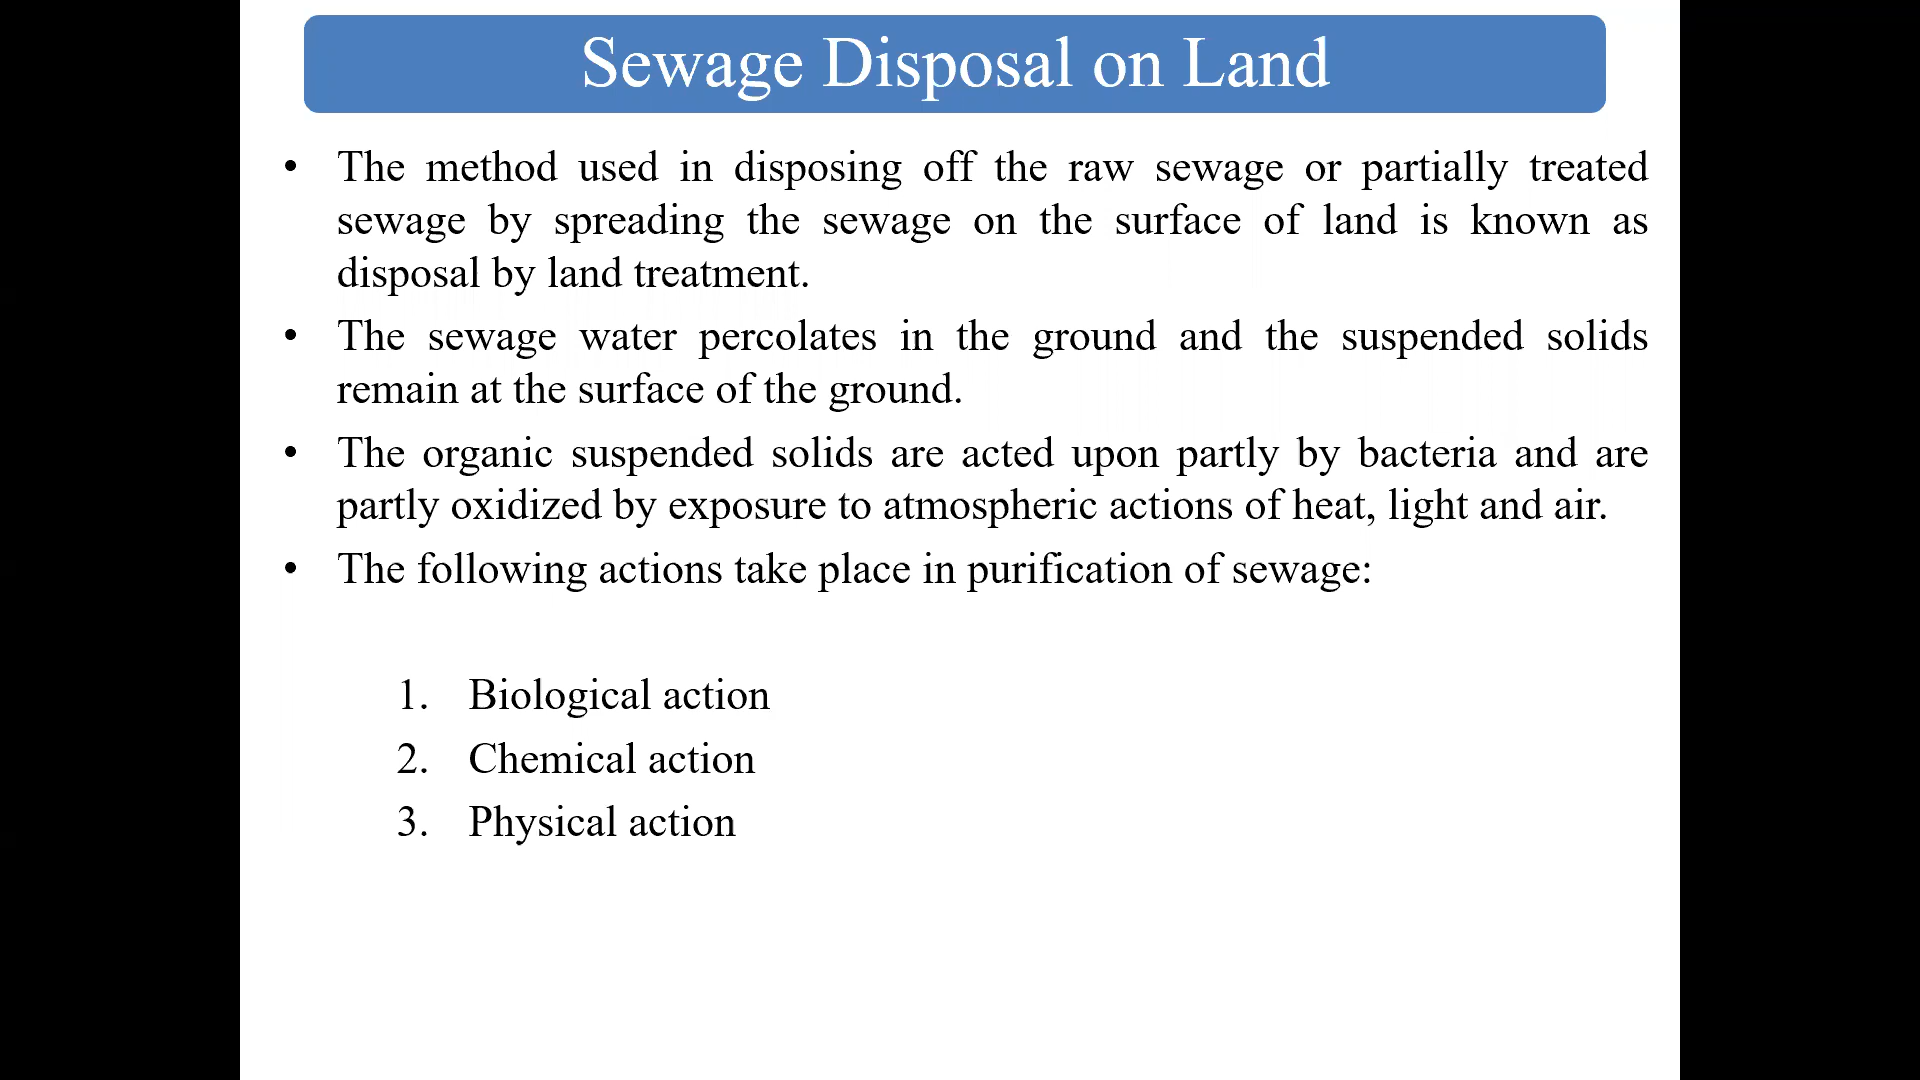 Sewage Disposal on Land
• The method used in disposing off the raw sewage or partially treated
sewage by spreading the sewage on the surface of land is known as
disposal by land treatment.
• The sewage water percolates in the ground and the suspended solids
remain at the surface of the ground.
• The organic suspended solids are acted upon partly by bacteria and are
partly oxidized by exposure to atmospheric actions of heat, light and air.
• The following actions take place in purification of sewage:
1. Biological action
2. Chemical action
3. Physical action